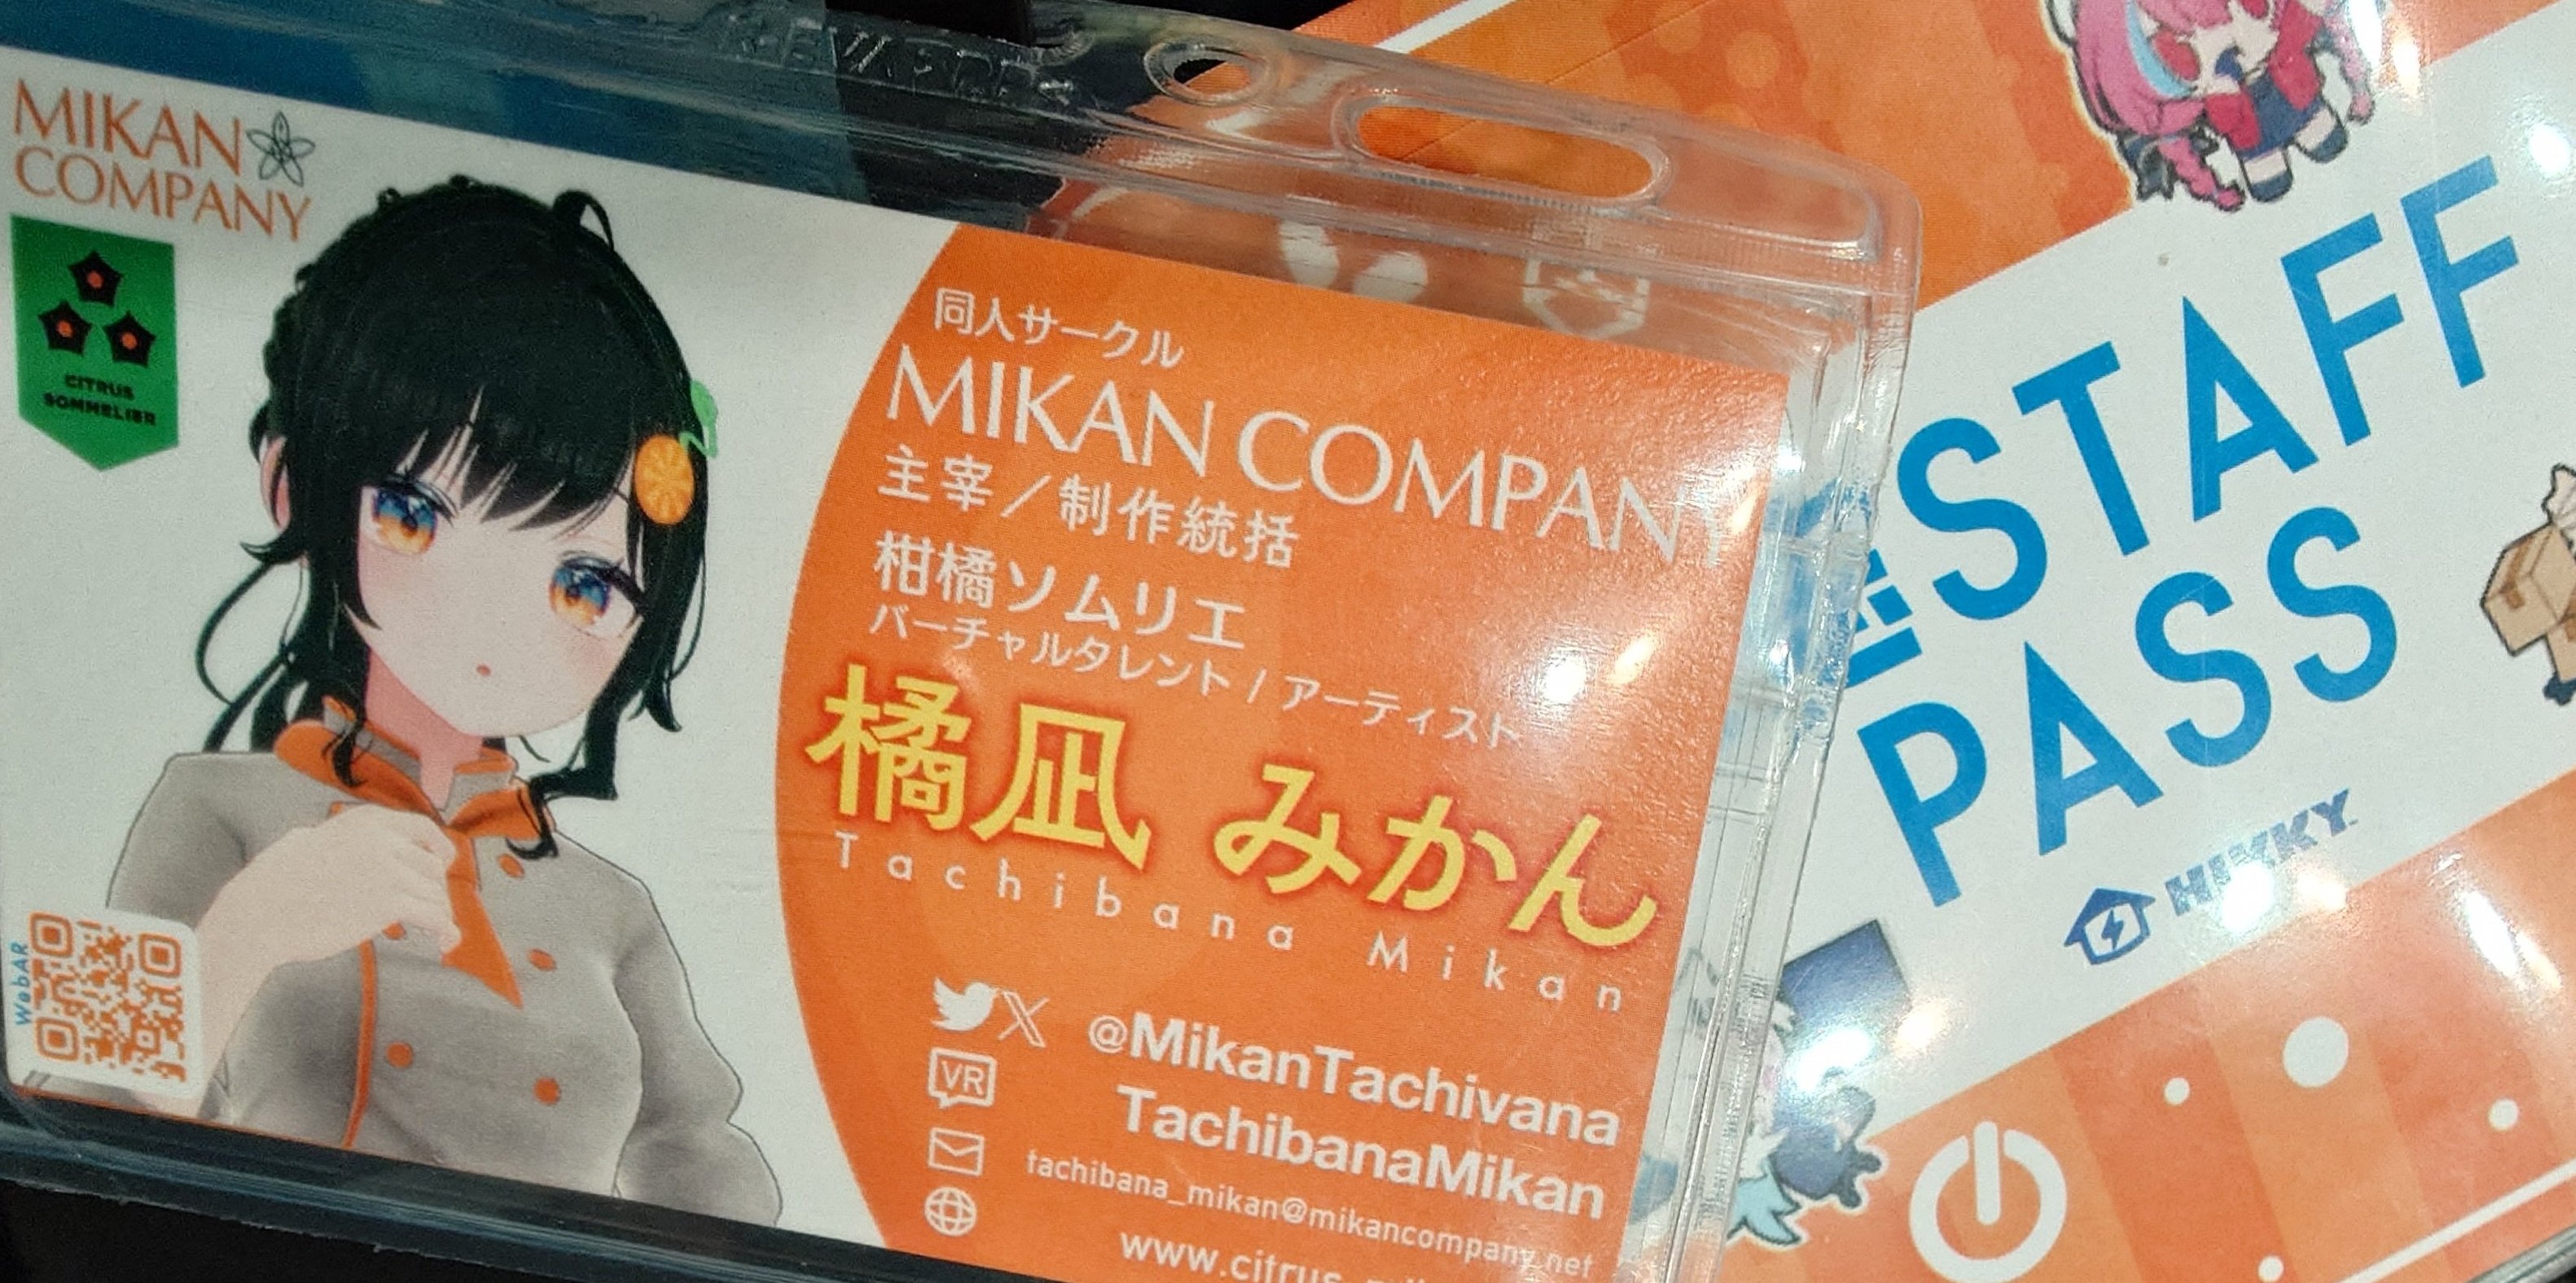 MIKAN
COMPANY
CITRUS
SOMMELIER
WebAR
同人サークル
MIKAN COMPANY
主宰／制作統括
柑橘ソムリエ
バーチャルタレント / アーティスト
橘凪 みかん
Tachibana Mikan
@MikanTachivana
VR
TachibanaMikan
tachibana_mikan@mikancompany.net
STAFF
PASS
HIKKY